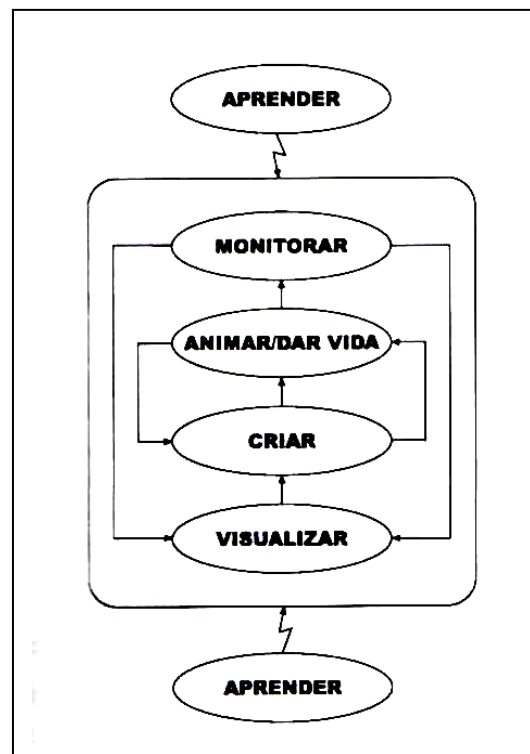 APRENDER
MONITORAR
ANIMAR/DAR VIDA
CRIAR
VISUALIZAR
APRENDER